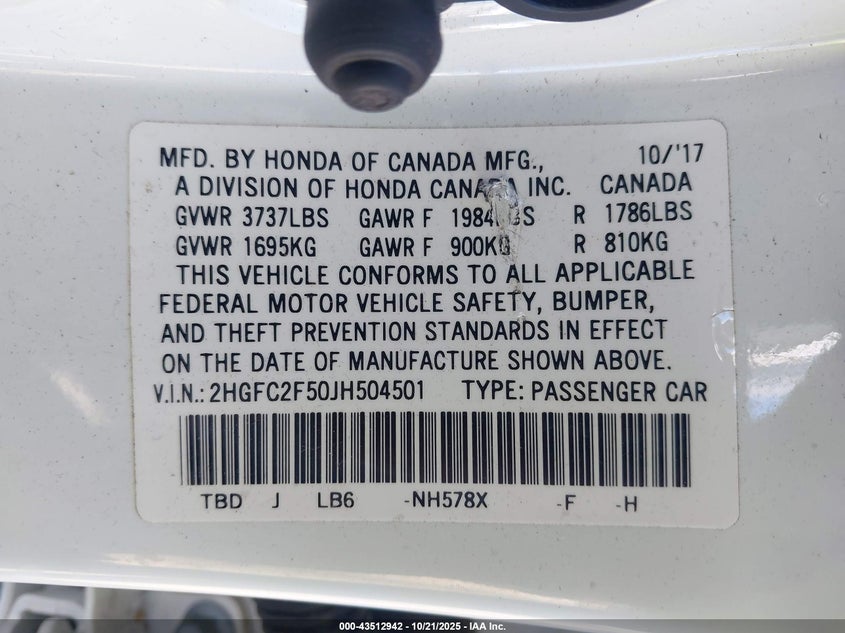 MFD. BY HONDA OF CANADA MFG., 10/'17
A DIVISION OF HONDA CANADA INC. CANADA
GVWR 3737LBS GAWR F 1984LBS R 1786LBS
GVWR 1695KG GAWR F 900KG R 810KG
THIS VEHICLE CONFORMS TO ALL APPLICABLE
FEDERAL MOTOR VEHICLE SAFETY, BUMPER,
AND THEFT PREVENTION STANDARDS IN EFFECT
ON THE DATE OF MANUFACTURE SHOWN ABOVE.
V.I.N.: 2HGFC2F50JH504501 TYPE: PASSENGER CAR
TBD J LB6 -NH578X -F -H
000-43512942 - 10/21/2025 - IAA Inc.